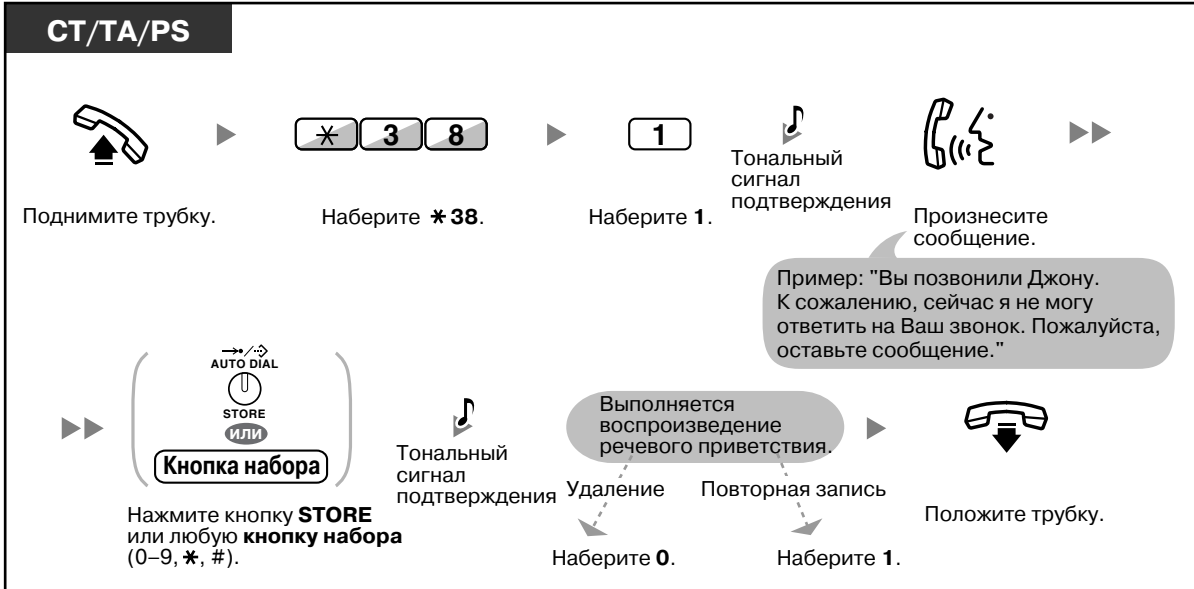 CT/TA/PS
✳ 3 8
1
Тональный
сигнал
подтверждения
Поднимите трубку.
Наберите ✳38.
Наберите 1.
Произнесите
сообщение.
Пример: "Вы позвонили Джону.
К сожалению, сейчас я не могу
ответить на Ваш звонок. Пожалуйста,
оставьте сообщение."
AUTO DIAL
STORE
или
Кнопка набора
Нажмите кнопку STORE
или любую кнопку набора
(0–9, ✳, #).
Тональный
сигнал
подтверждения
Выполняется
воспроизведение
речевого приветствия.
Удаление
Повторная запись
Наберите 0.
Наберите 1.
Положите трубку.